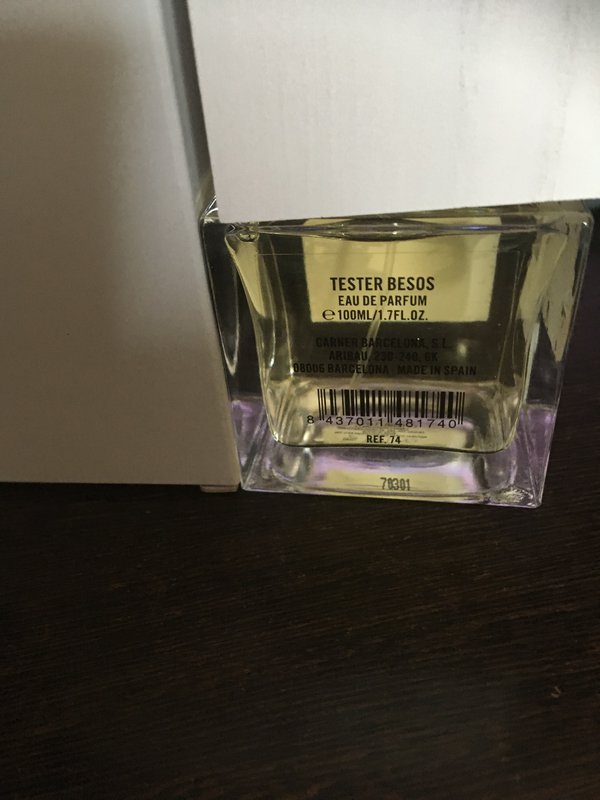 TESTER BESOS
EAU DE PARFUM
℮100ML/1.7FL.OZ.
CARNER BARCELONA, S.L.
ARIBAU, 230-240, 6K
08006 BARCELONA - MADE IN SPAIN
8 437011 481740
REF. 74
70301